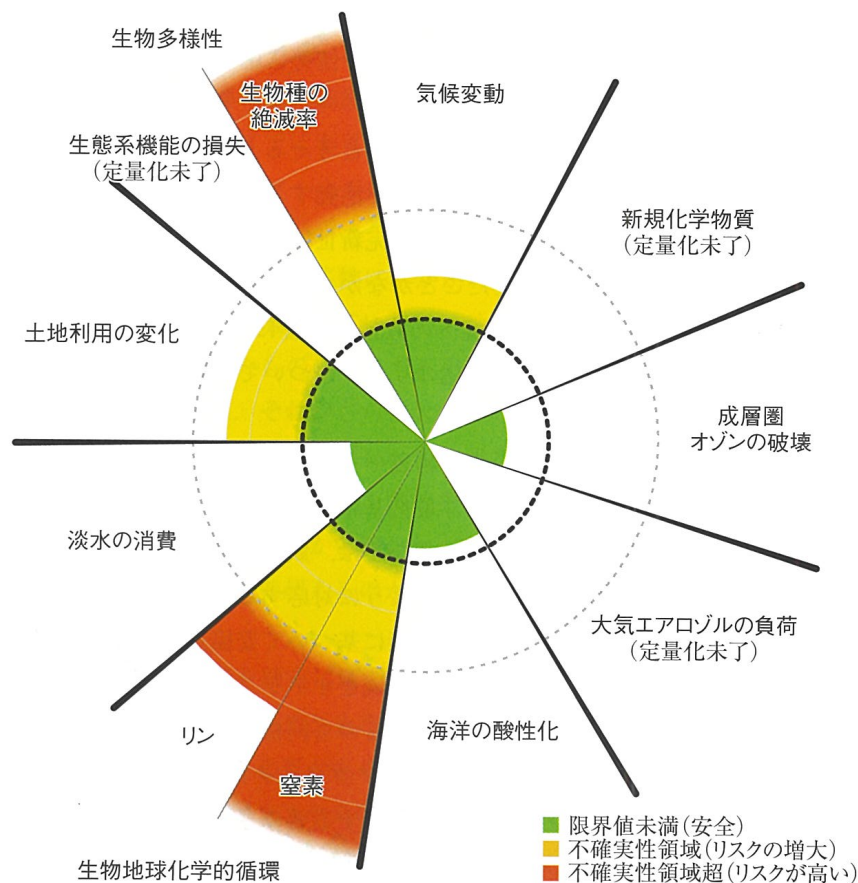 生物多様性
生物種の
絶滅率
気候変動
生態系機能の損失
(定量化未了)
新規化学物質
(定量化未了)
土地利用の変化
成層圏
オゾンの破壊
淡水の消費
大気エアロゾルの負荷
(定量化未了)
リン
海洋の酸性化
窒素
生物地球化学的循環
限界値未満(安全)
不確実性領域(リスクの増大)
不確実性領域超(リスクが高い)